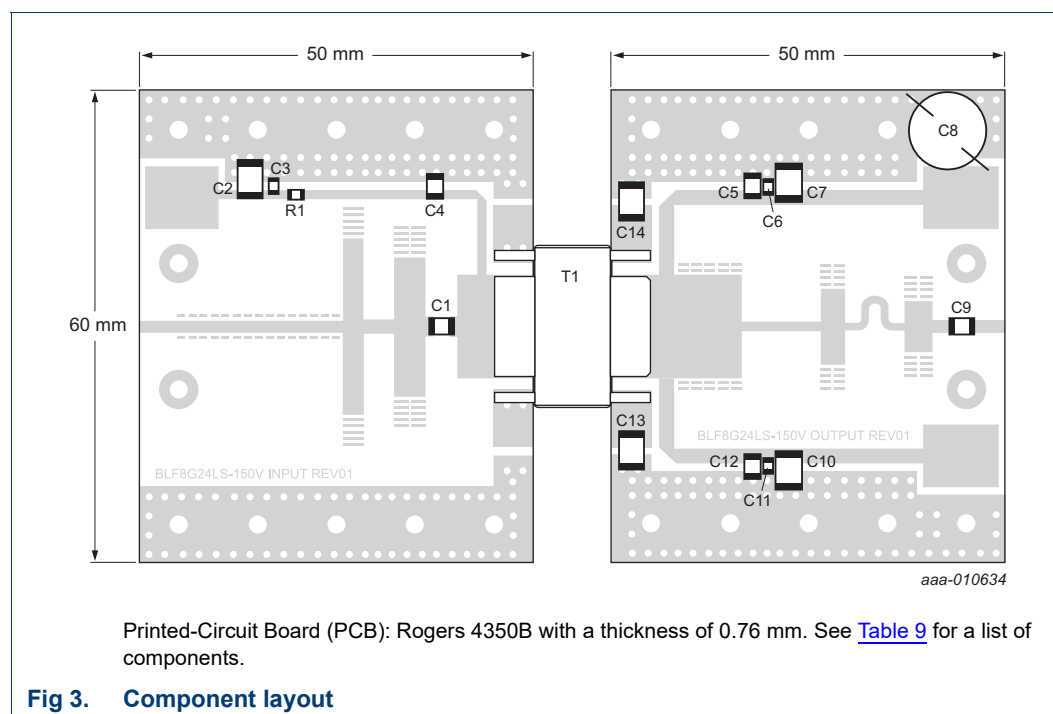 50 mm
50 mm
C8
C3
C2
C5
C7
R1
C4
C6
C14
T1
C1
C9
60 mm
C13
BLF8G24LS-150V OUTPUT REV01
C12
C10
BLF8G24LS-150V INPUT REV01
C11
aaa-010634
Printed-Circuit Board (PCB): Rogers 4350B with a thickness of 0.76 mm. See Table 9 for a list of
components.
Fig 3. Component layout